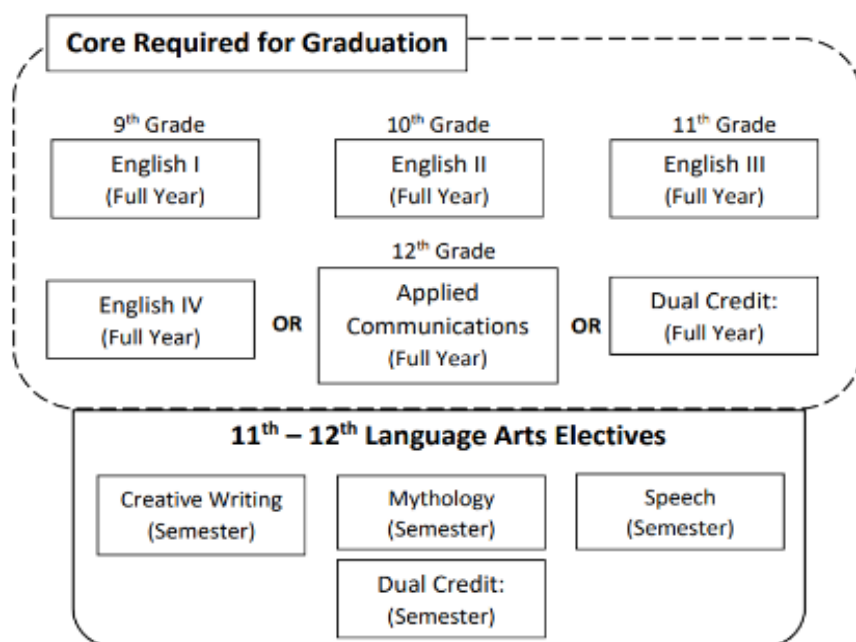 Core Required for Graduation
9th Grade
10th Grade
11th Grade
English I
(Full Year)
English II
(Full Year)
English III
(Full Year)
12th Grade
English IV
(Full Year)
OR
Applied
Communications
(Full Year)
OR
Dual Credit:
(Full Year)
11th – 12th Language Arts Electives
Creative Writing
(Semester)
Mythology
(Semester)
Speech
(Semester)
Dual Credit:
(Semester)